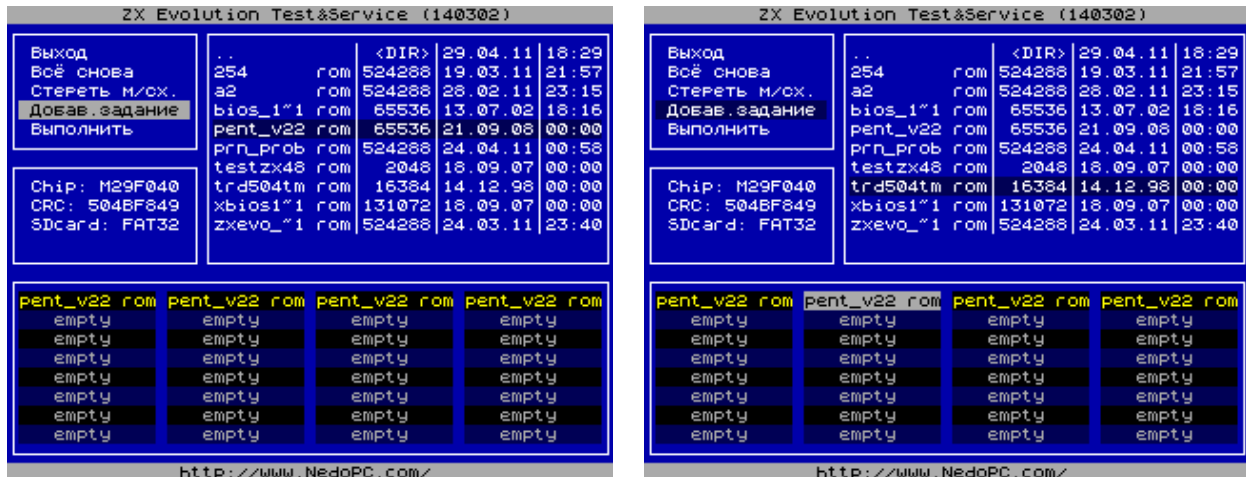 ZX Evolution Test&Service (140302)
Выход
Всё снова
Стереть м/сх.
Добав.задание
Выполнить
Chip: M29F040
CRC: 504BF849
SDcard: FAT32
.. <DIR> 29.04.11 18:29
254 rom 524288 19.03.11 21:57
a2 rom 524288 28.02.11 23:15
bios_1~1 rom 65536 13.07.02 18:16
pent_v22 rom 65536 21.09.08 00:00
prn_prob rom 524288 24.04.11 00:58
testzx48 rom 2048 18.09.07 00:00
trd504tm rom 16384 14.12.98 00:00
xbios1~1 rom 131072 18.09.07 00:00
zxevo_~1 rom 524288 24.03.11 23:40
pent_v22 rom pent_v22 rom pent_v22 rom pent_v22 rom
empty empty empty empty
empty empty empty empty
empty empty empty empty
empty empty empty empty
empty empty empty empty
empty empty empty empty
empty empty empty empty
http://www.NedoPC.com/
ZX Evolution Test&Service (140302)
Выход
Всё снова
Стереть м/сх.
Добав.задание
Выполнить
Chip: M29F040
CRC: 504BF849
SDcard: FAT32
.. <DIR> 29.04.11 18:29
254 rom 524288 19.03.11 21:57
a2 rom 524288 28.02.11 23:15
bios_1~1 rom 65536 13.07.02 18:16
pent_v22 rom 65536 21.09.08 00:00
prn_prob rom 524288 24.04.11 00:58
testzx48 rom 2048 18.09.07 00:00
trd504tm rom 16384 14.12.98 00:00
xbios1~1 rom 131072 18.09.07 00:00
zxevo_~1 rom 524288 24.03.11 23:40
pent_v22 rom pent_v22 rom pent_v22 rom pent_v22 rom
empty empty empty empty
empty empty empty empty
empty empty empty empty
empty empty empty empty
empty empty empty empty
empty empty empty empty
empty empty empty empty
http://www.NedoPC.com/